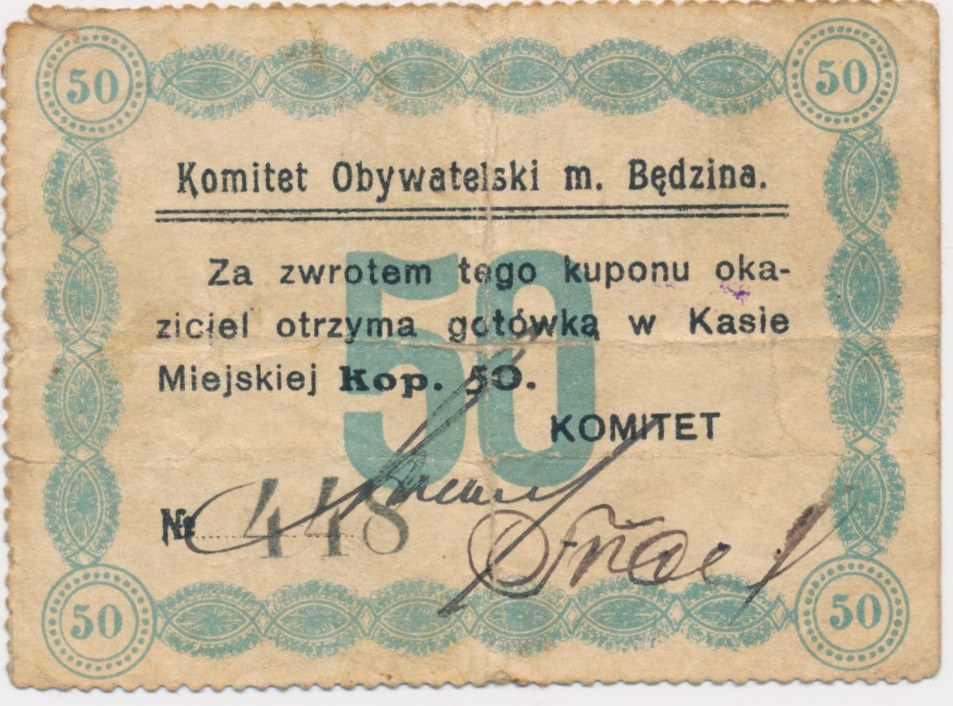 50 50
Komitet Obywatelski m. Będzina.
50
Za zwrotem tego kuponu oka-
ziciel otrzyma gotówką w Kasie
Miejskiej Kop. 50.
KOMITET
№ 448
50 50